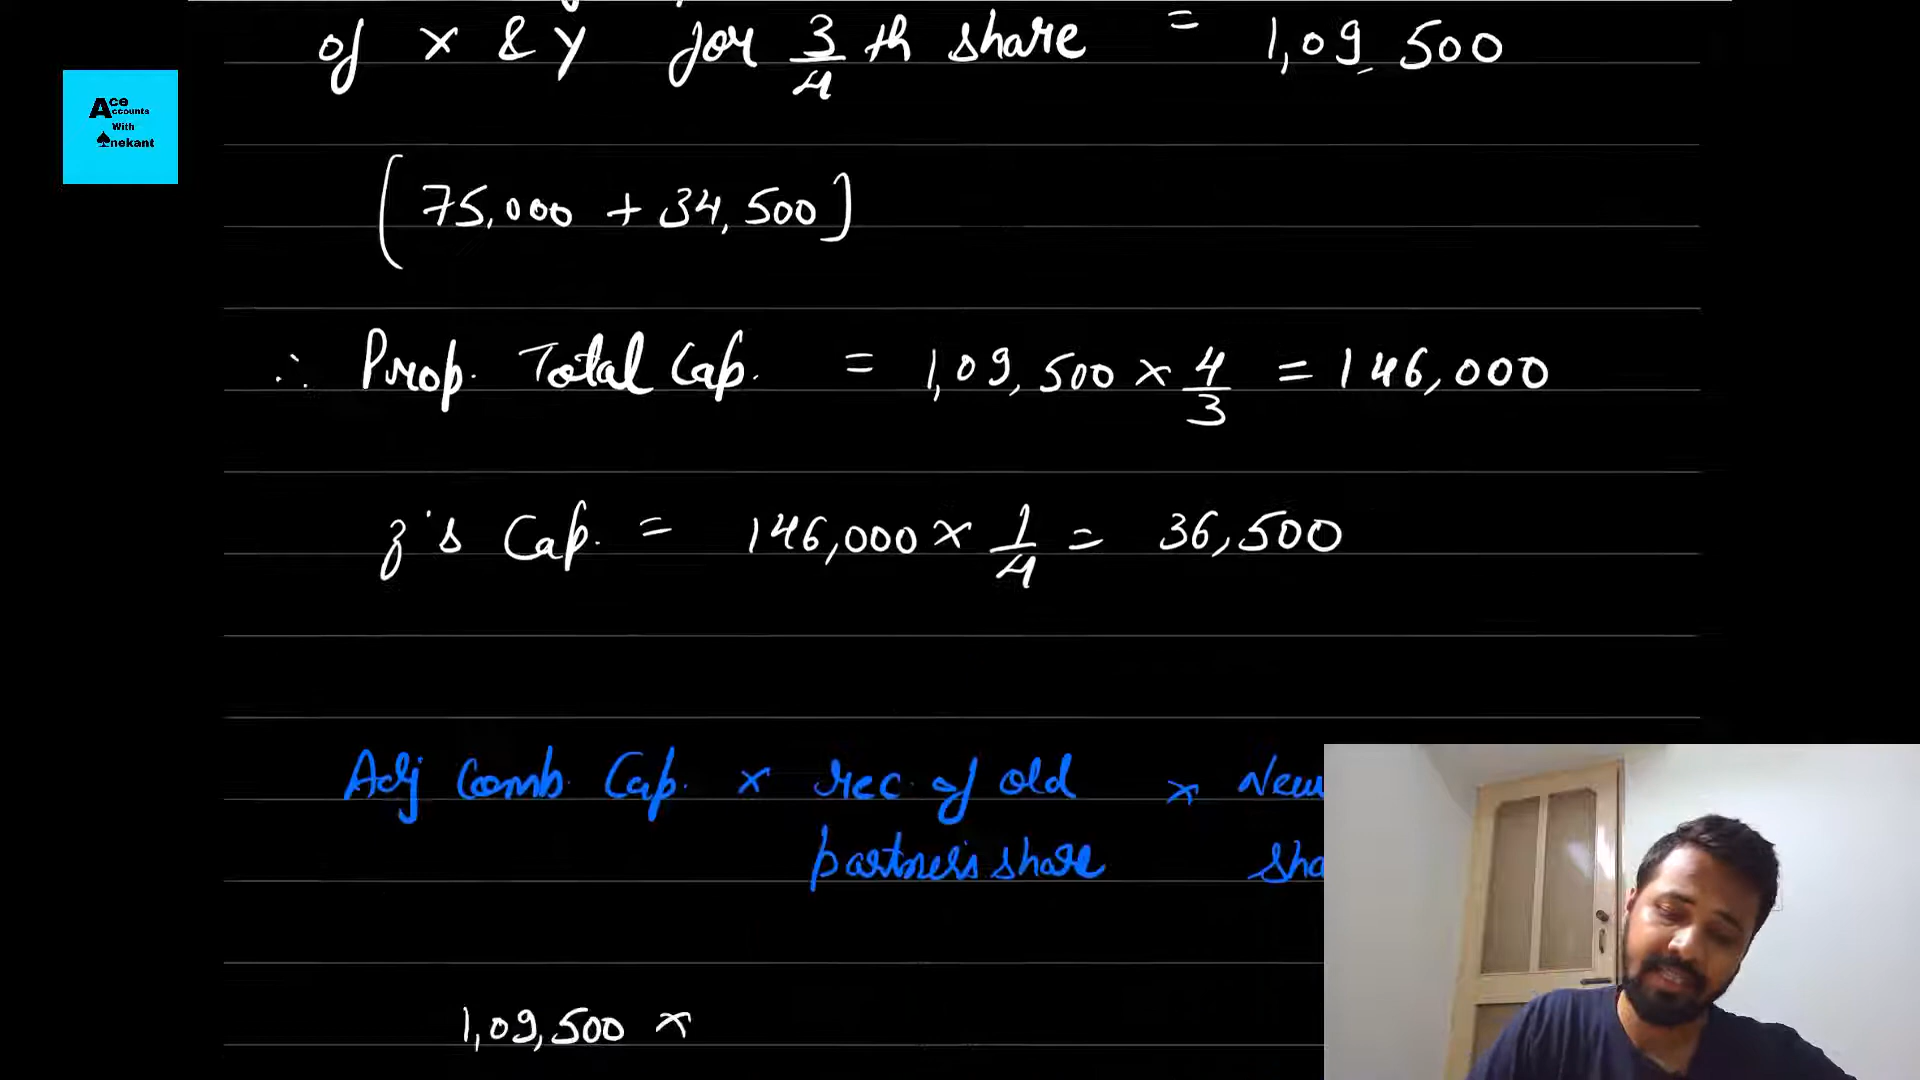 of x & y for 3/4 th share = 1,09,500
Ace
Accounts
With
Anekant
(75,000 + 34,500)
∴ Prop. Total Cap. = 1,09,500 × 4/3 = 146,000
z's Cap. = 146,000 × 1/4 = 36,500
Adj Comb. Cap. × rec. of old × New
partner's share sha
1,09,500 ×